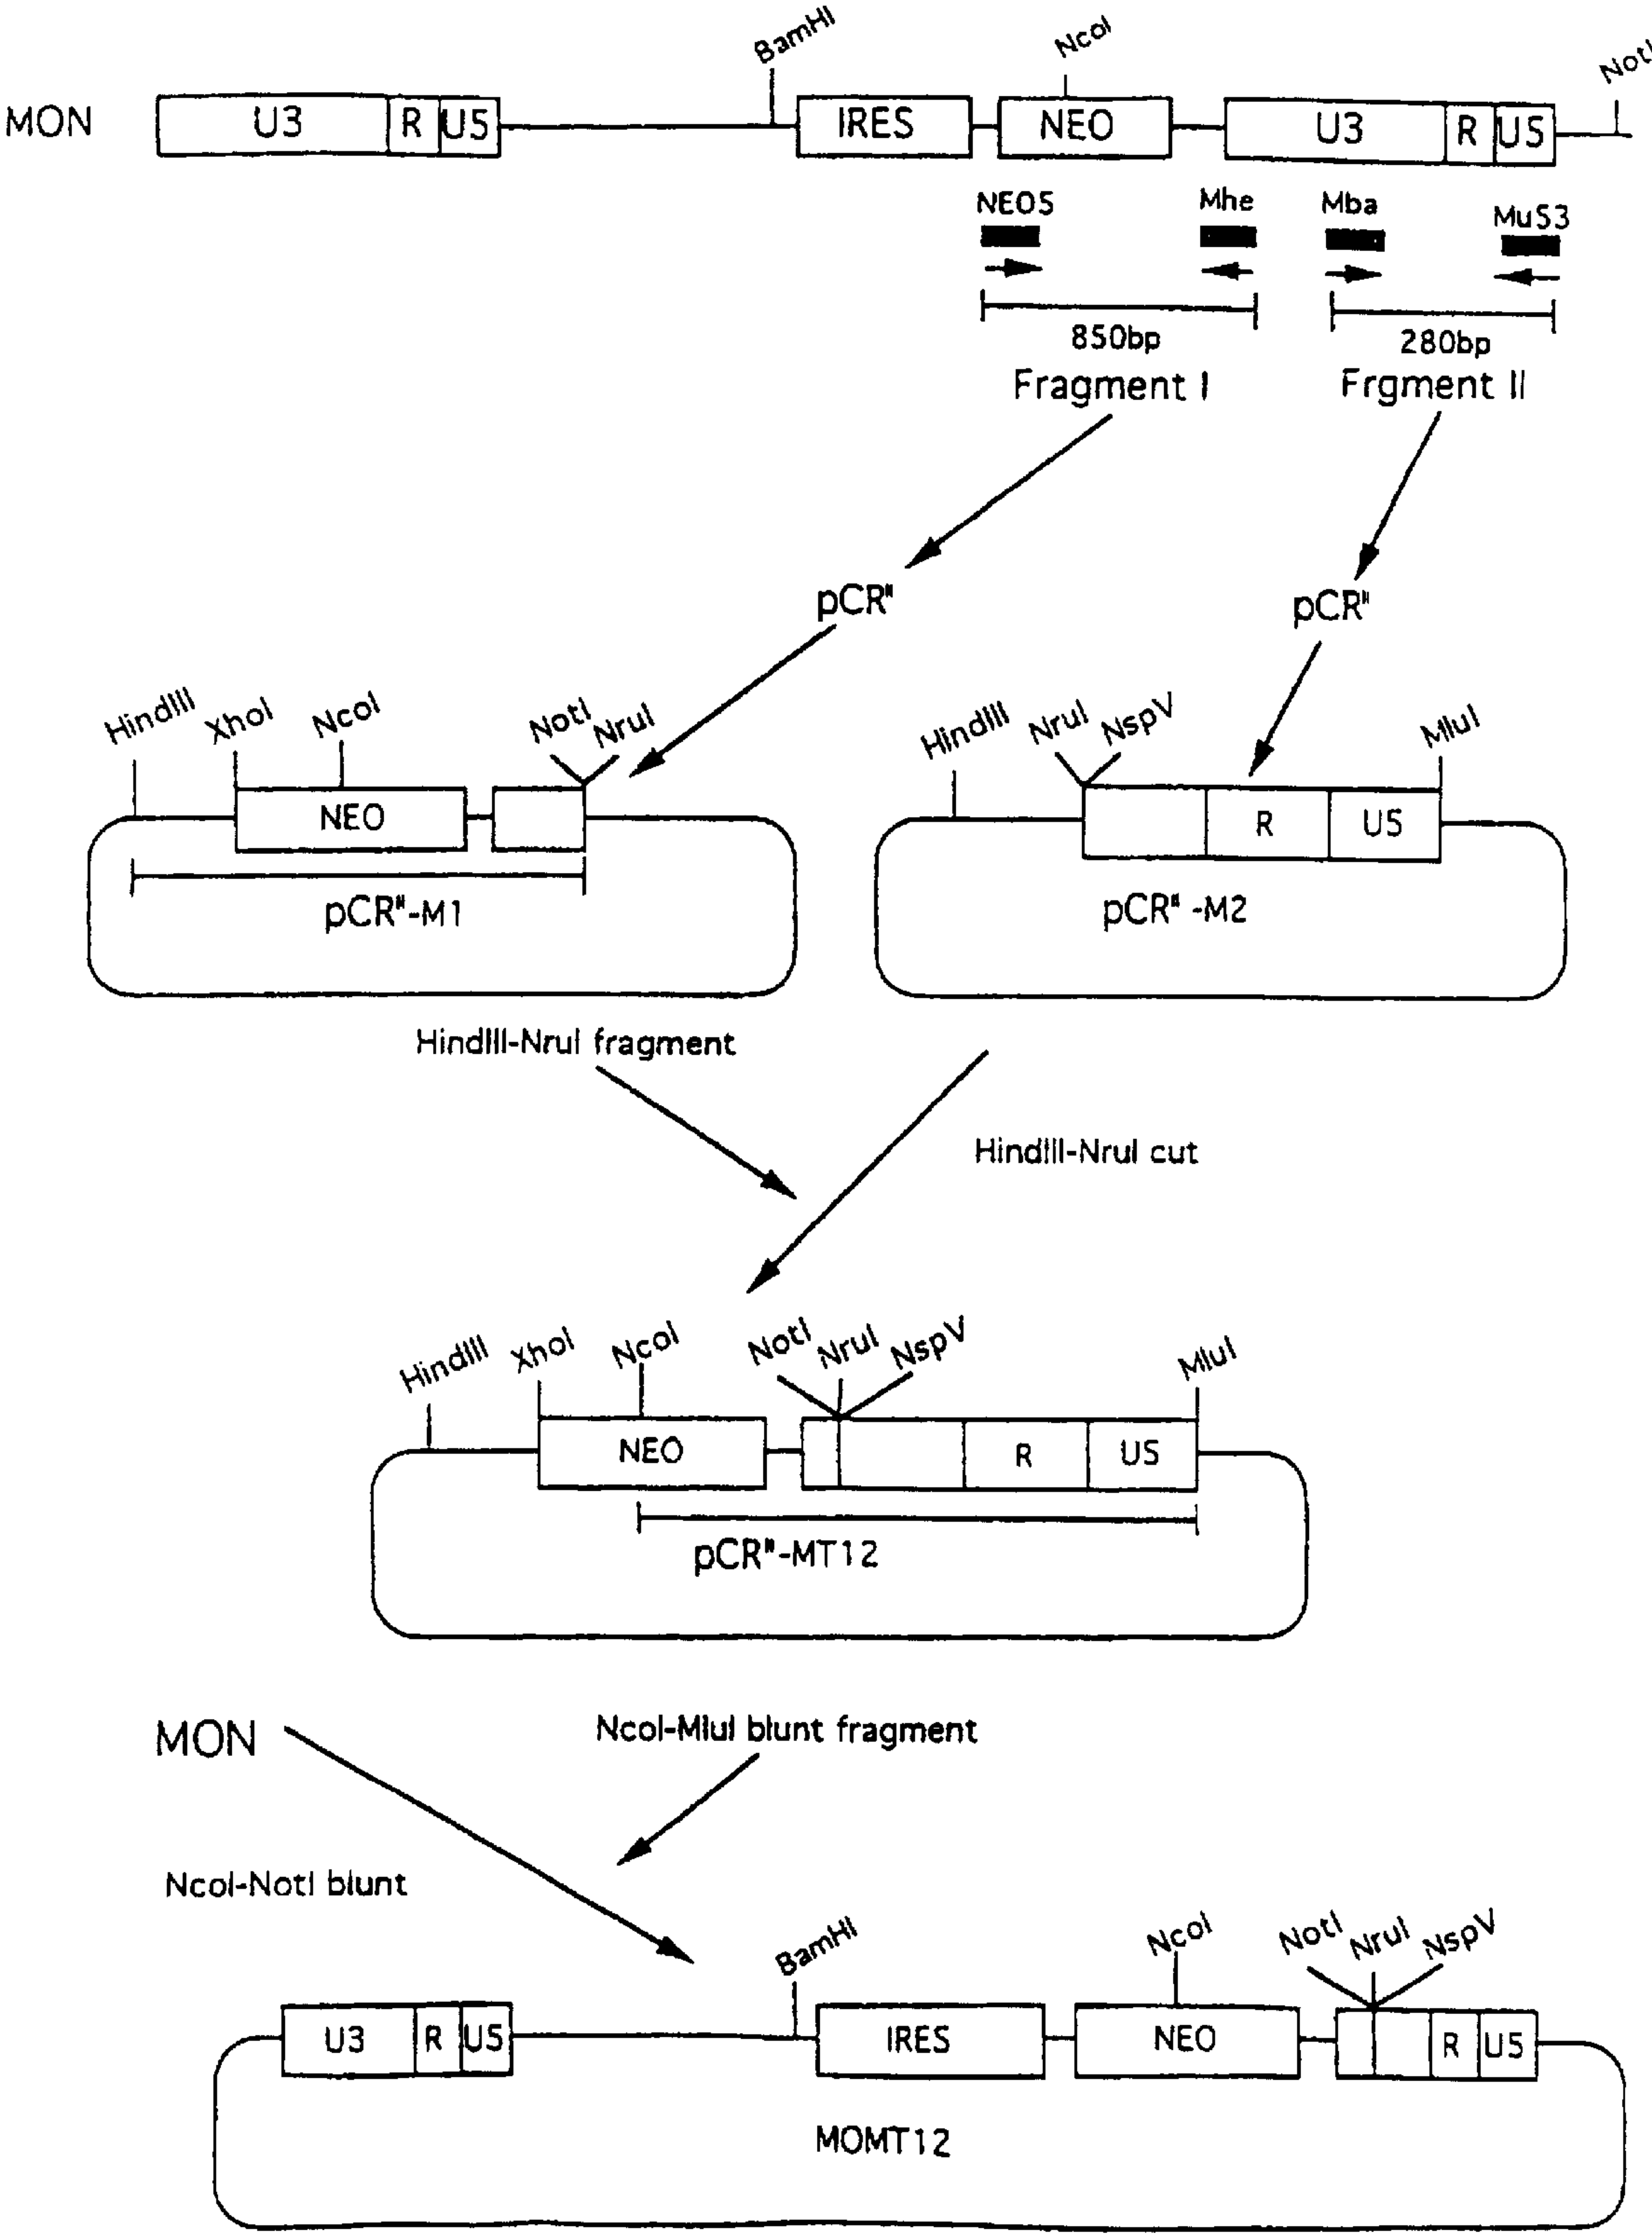 BamHI
NcoI
NotI
MON
U3
R
U5
IRES
NEO
U3
R
U5
NEO5
Mhe
Mba
Mu53
850bp
280bp
Fragment I
Frgment II
pCR"
pCR"
HindIII
XhoI
NcoI
NotI
NruI
HindIII
NruI
NspV
MluI
NEO
R
U5
pCR"-M1
pCR" -M2
HindIII-NruI fragment
HindIII-NruI cut
HindIII
XhoI
NcoI
NotI
NruI
NspV
MluI
NEO
R
U5
pCR"-MT12
MON
NcoI-MluI blunt fragment
NcoI-NotI blunt
BamHI
NcoI
NotI
NruI
NspV
U3
R
U5
IRES
NEO
R
U5
MOMT12